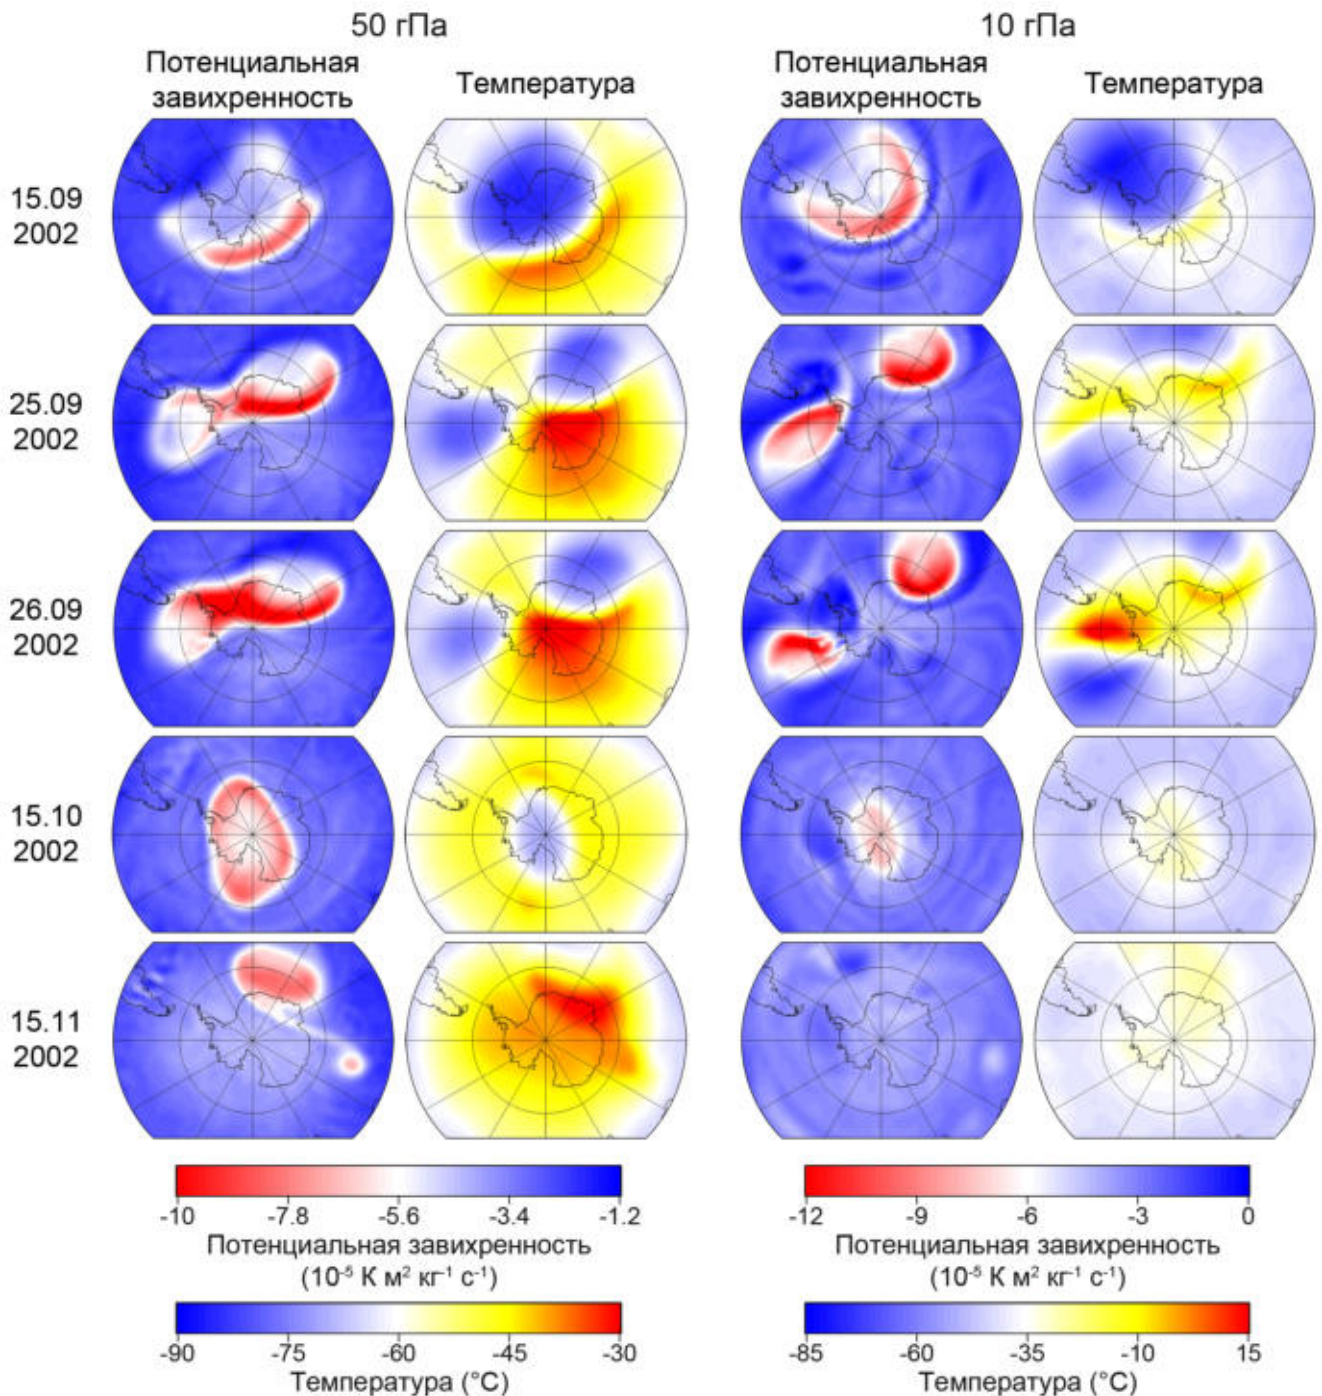 50 гПа
10 гПа
Потенциальная
завихренность
Температура
Потенциальная
завихренность
Температура
15.09
2002
25.09
2002
26.09
2002
15.10
2002
15.11
2002
-10 -7.8 -5.6 -3.4 -1.2
Потенциальная завихренность
(10⁻⁵ К м² кг⁻¹ с⁻¹)
-90 -75 -60 -45 -30
Температура (°C)
-12 -9 -6 -3 0
Потенциальная завихренность
(10⁻⁵ К м² кг⁻¹ с⁻¹)
-85 -60 -35 -10 15
Температура (°C)